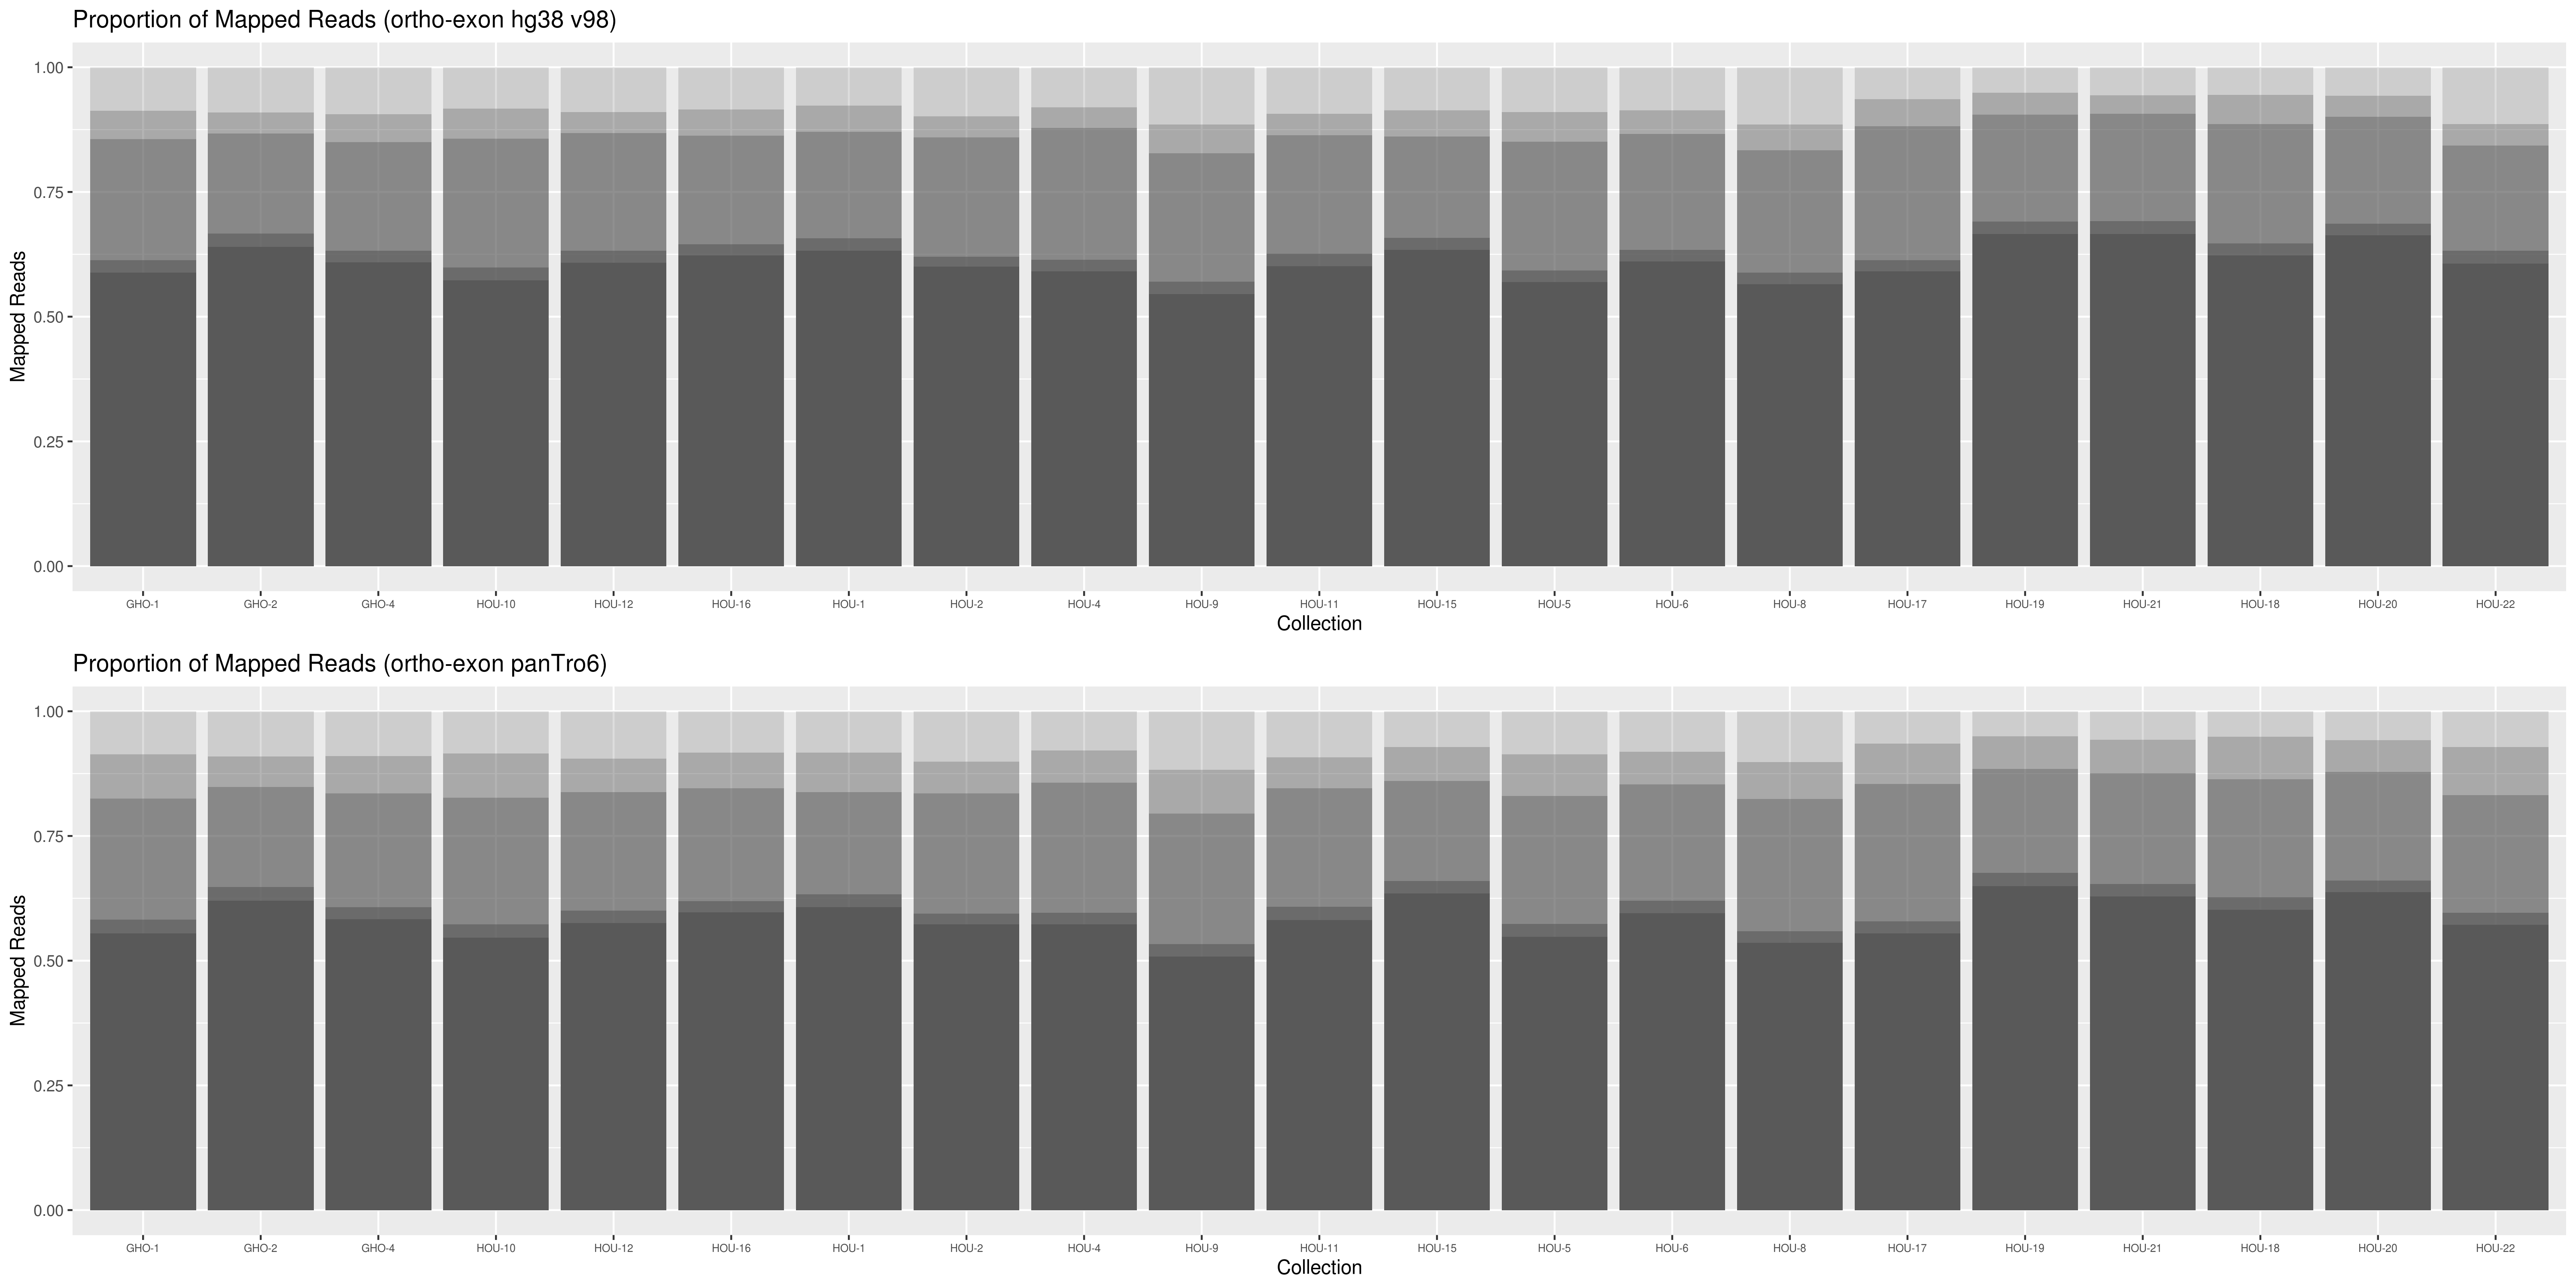 Proportion of Mapped Reads (ortho-exon hg38 v98)
1.00
0.75
0.50
0.25
0.00
Mapped Reads
GHO-1 GHO-2 GHO-4 HOU-10 HOU-12 HOU-16 HOU-1 HOU-2 HOU-4 HOU-9 HOU-11 HOU-15 HOU-5 HOU-6 HOU-8 HOU-17 HOU-19 HOU-21 HOU-18 HOU-20 HOU-22
Collection
Proportion of Mapped Reads (ortho-exon panTro6)
1.00
0.75
0.50
0.25
0.00
Mapped Reads
GHO-1 GHO-2 GHO-4 HOU-10 HOU-12 HOU-16 HOU-1 HOU-2 HOU-4 HOU-9 HOU-11 HOU-15 HOU-5 HOU-6 HOU-8 HOU-17 HOU-19 HOU-21 HOU-18 HOU-20 HOU-22
Collection